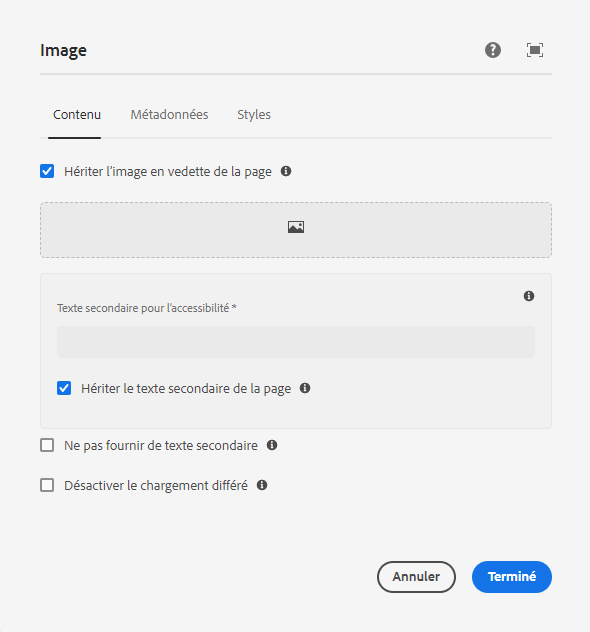 Image
Contenu Métadonnées Styles
Hériter l’image en vedette de la page
Texte secondaire pour l’accessibilité *
Hériter le texte secondaire de la page
Ne pas fournir de texte secondaire
Désactiver le chargement différé
Annuler Terminé